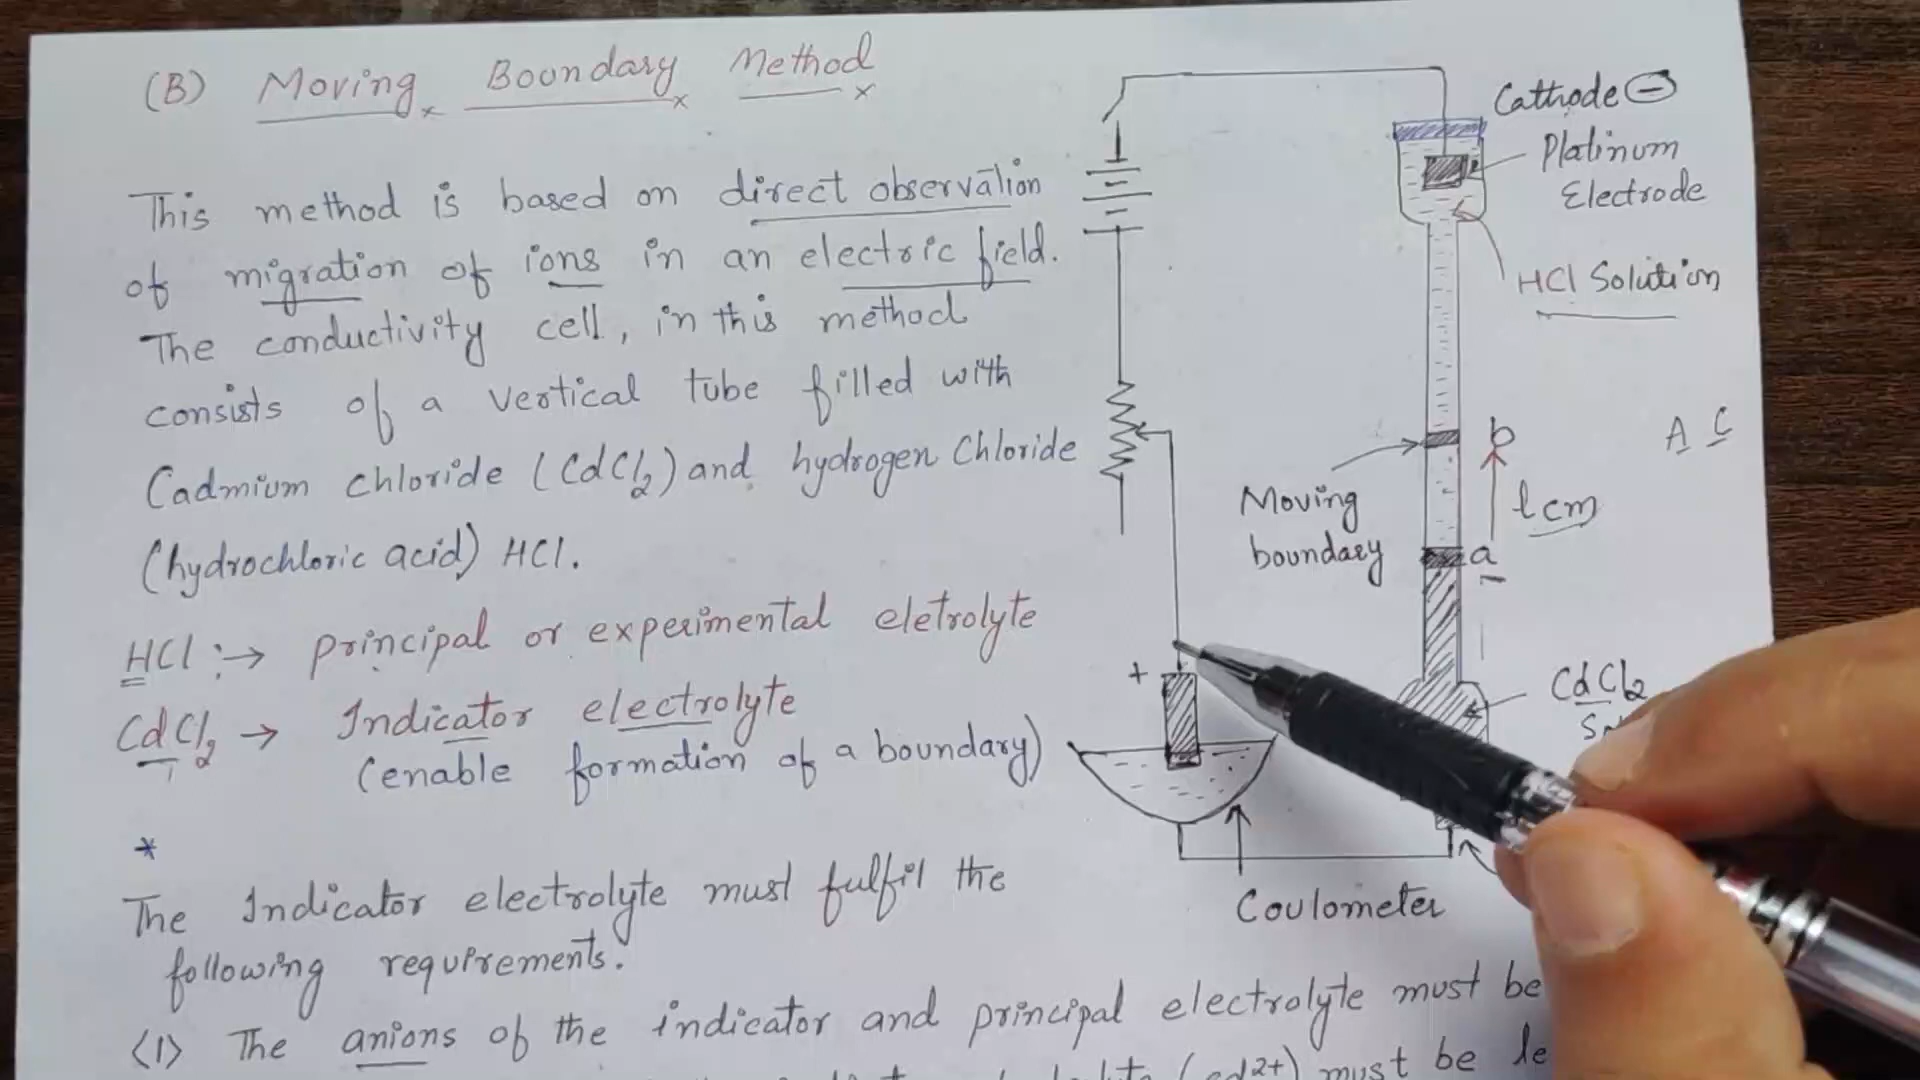 (B) Moving Boundary Method
This method is based on direct observation
of migration of ions in an electric field.
The conductivity cell, in this method
consists of a vertical tube filled with
Cadmium chloride (CdCl2) and hydrogen Chloride
(hydrochloric acid) HCl.
HCl :→ principal or experimental eletrolyte
CdCl2 → Indicator electrolyte
(enable formation of a boundary)
*
The Indicator electrolyte must fulfil the
following requirements.
(1) The anions of the indicator and principal electrolyte must be
(cd2+) must be
Cathode ⊖
Platinum
Electrode
HCl Solution
b
A C
l cm
Moving
boundary
a
+
CdCl2
Coulometer